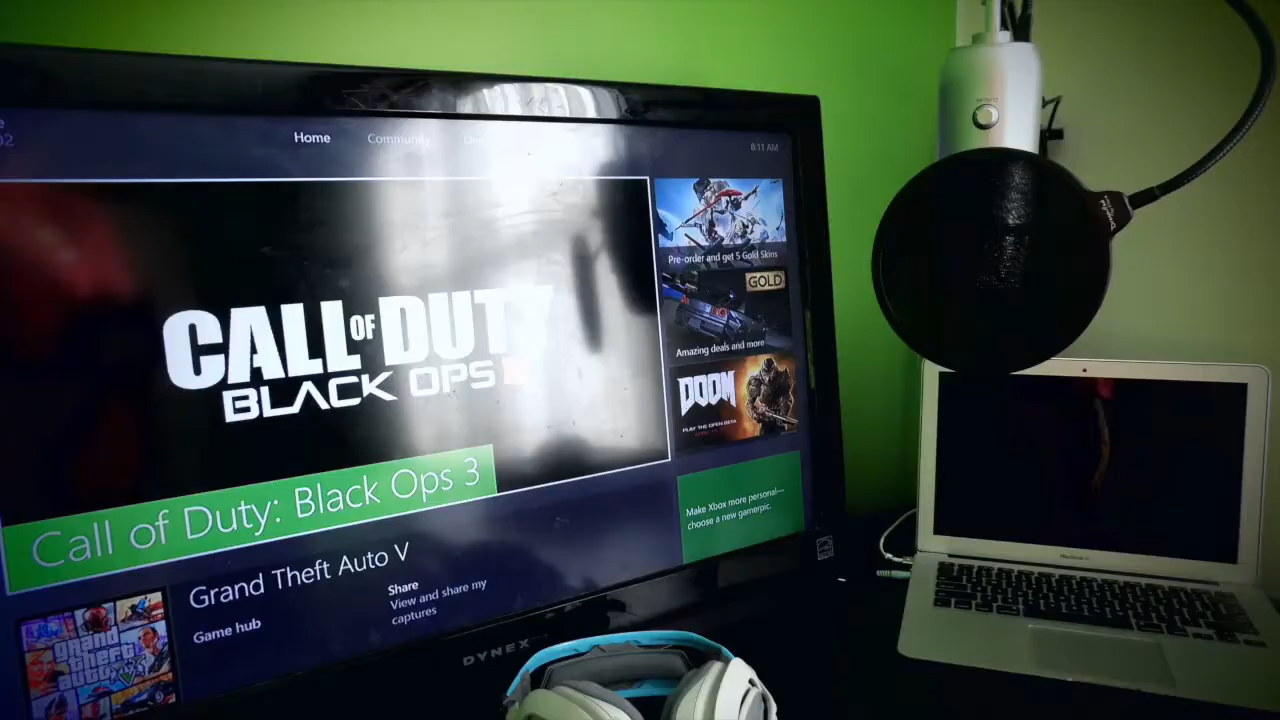 Home
Community
8:11 AM
CALL OF DUTY
BLACK OPS
Call of Duty: Black Ops 3
Pre-order and get 5 Gold Skins
GOLD
Amazing deals and more
DOOM
PLAY THE OPEN BETA
Make Xbox more personal—
choose a new gamerpic.
Grand Theft Auto V
Game hub
Share
View and share my
captures
grand
theft
auto
V
DYNEX
MacBook Air